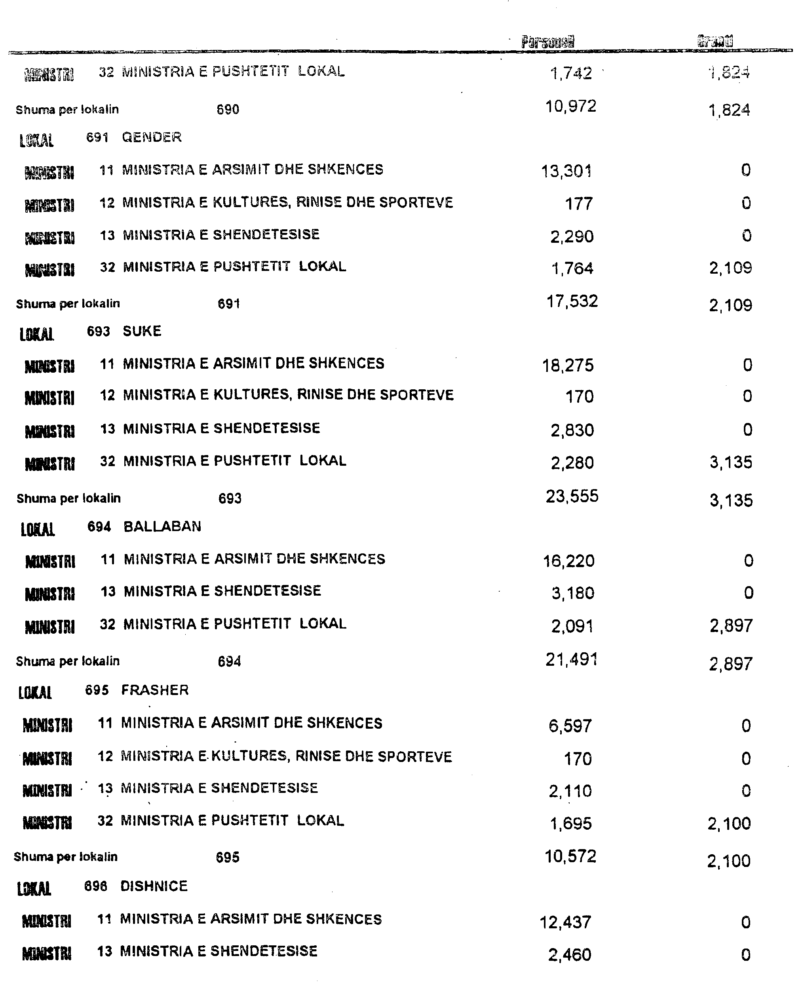 Personeli Granti
MINISTRI 32 MINISTRIA E PUSHTETIT LOKAL 1,742 1,824
Shuma per lokalin 690 10,972 1,824
LOKAL 691 QENDER
MINISTRI 11 MINISTRIA E ARSIMIT DHE SHKENCES 13,301 0
MINISTRI 12 MINISTRIA E KULTURES, RINISE DHE SPORTEVE 177 0
MINISTRI 13 MINISTRIA E SHENDETESISE 2,290 0
MINISTRI 32 MINISTRIA E PUSHTETIT LOKAL 1,764 2,109
Shuma per lokalin 691 17,532 2,109
LOKAL 693 SUKE
MINISTRI 11 MINISTRIA E ARSIMIT DHE SHKENCES 18,275 0
MINISTRI 12 MINISTRIA E KULTURES, RINISE DHE SPORTEVE 170 0
MINISTRI 13 MINISTRIA E SHENDETESISE 2,830 0
MINISTRI 32 MINISTRIA E PUSHTETIT LOKAL 2,280 3,135
Shuma per lokalin 693 23,555 3,135
LOKAL 694 BALLABAN
MINISTRI 11 MINISTRIA E ARSIMIT DHE SHKENCES 16,220 0
MINISTRI 13 MINISTRIA E SHENDETESISE 3,180 0
MINISTRI 32 MINISTRIA E PUSHTETIT LOKAL 2,091 2,897
Shuma per lokalin 694 21,491 2,897
LOKAL 695 FRASHER
MINISTRI 11 MINISTRIA E ARSIMIT DHE SHKENCES 6,597 0
MINISTRI 12 MINISTRIA E KULTURES, RINISE DHE SPORTEVE 170 0
MINISTRI 13 MINISTRIA E SHENDETESISE 2,110 0
MINISTRI 32 MINISTRIA E PUSHTETIT LOKAL 1,695 2,100
Shuma per lokalin 695 10,572 2,100
LOKAL 696 DISHNICE
MINISTRI 11 MINISTRIA E ARSIMIT DHE SHKENCES 12,437 0
MINISTRI 13 MINISTRIA E SHENDETESISE 2,460 0